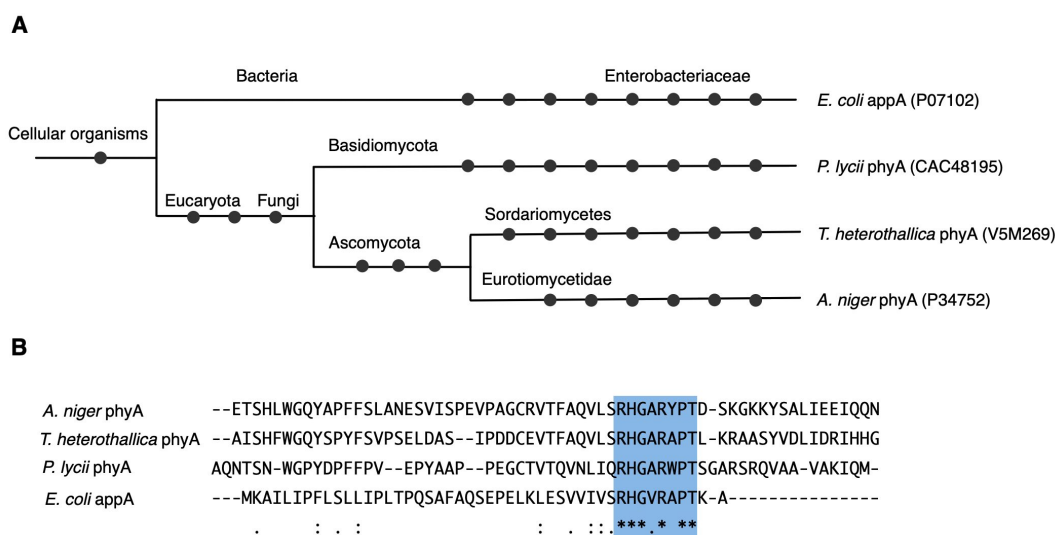 A
Bacteria
Enterobacteriaceae
E. coli appA (P07102)
Cellular organisms
Basidiomycota
P. lycii phyA (CAC48195)
Eucaryota Fungi
Sordariomycetes
T. heterothallica phyA (V5M269)
Ascomycota
Eurotiomycetidae
A. niger phyA (P34752)
B
A. niger phyA --ETSHLWGQYAPFFSLANESVISPEVPAGCRVTFAQVLSRHGARYPTD-SKGKKYSALIEEIQQN
T. heterothallica phyA --AISHFWGQYSPYFSVPSELDAS--IPDDCEVTFAQVLSRHGARAPTL-KRAASYVDLIDRIHHG
P. lycii phyA AQNTSN-WGPYDPFFPV--EPYAAP--PEGCTVTQVNLIQRHGARWPTSGARSRQVAA-VAKIQM-
E. coli appA ---MKAILIPFLSLLIPLTPQSAFAQSEPELKLESVVIVSRHGVRAPTK-A---------------
. : . : : . ::. ***.* **